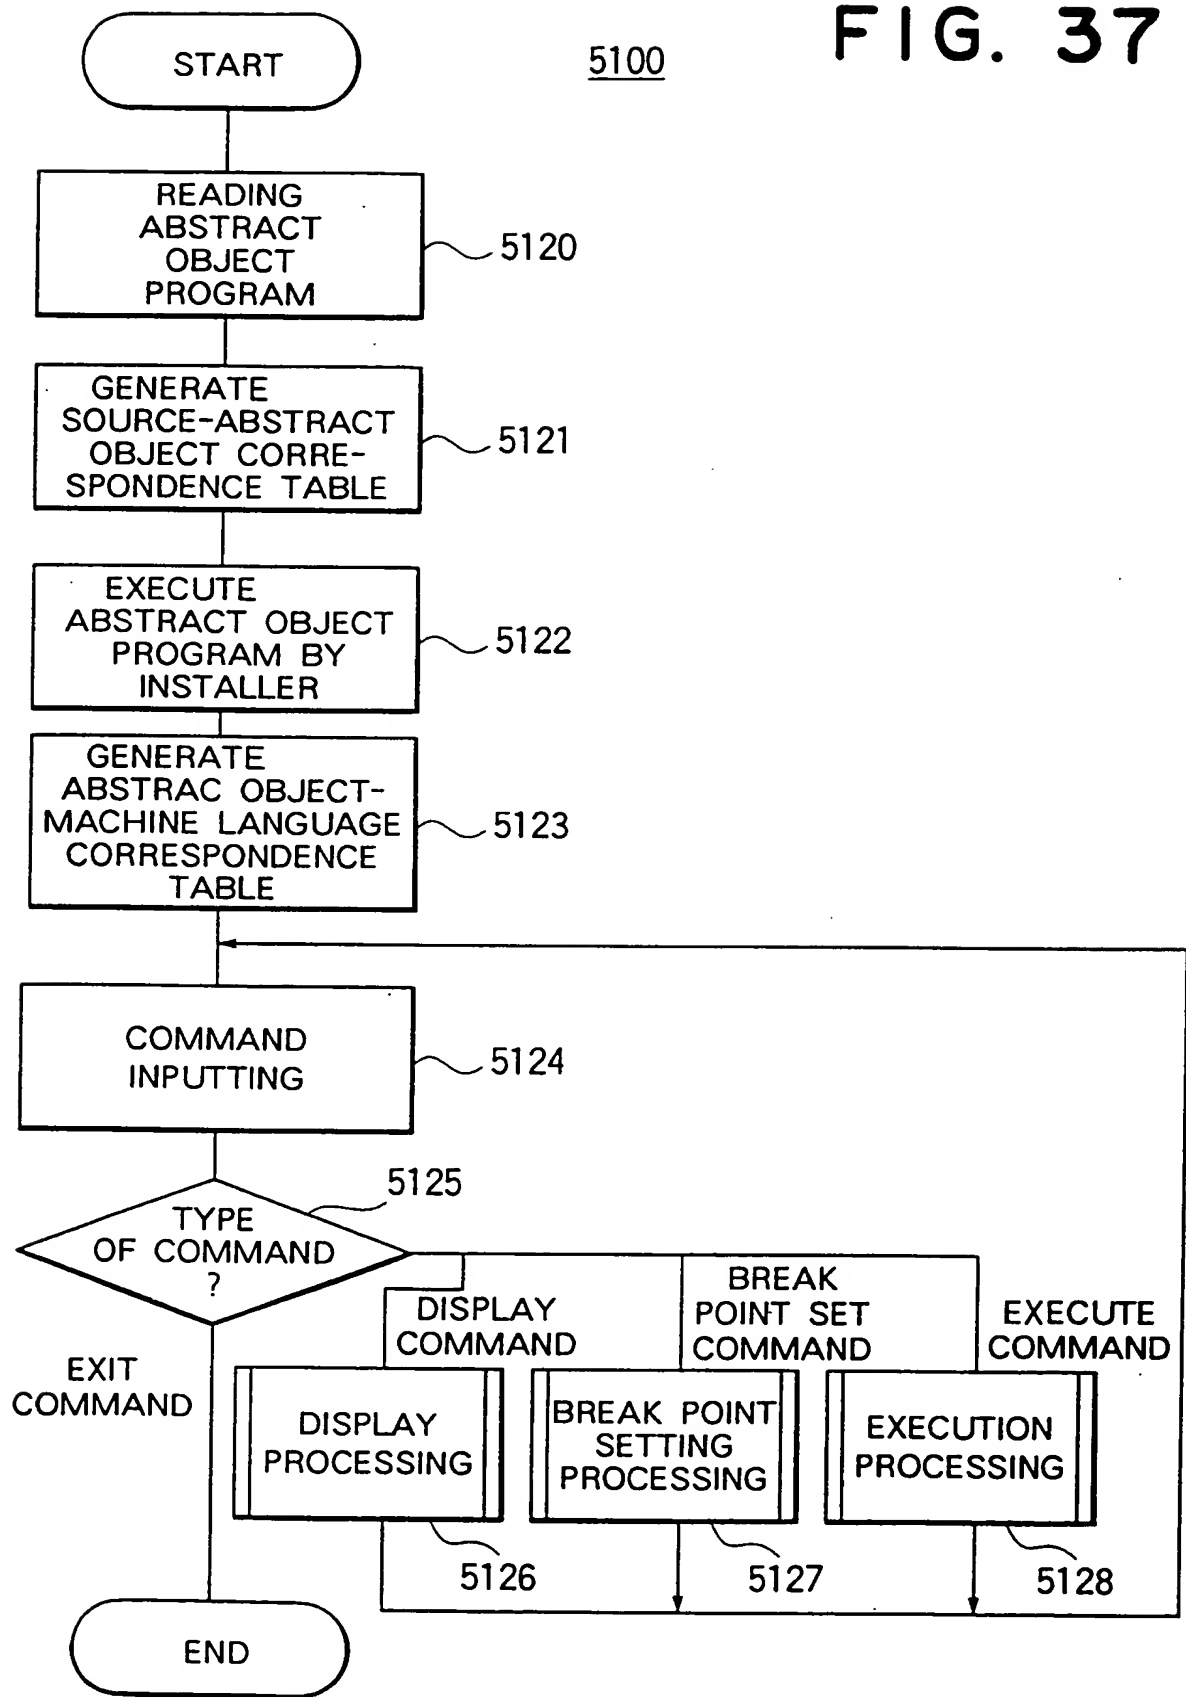 FIG. 37
5100
START
READING
ABSTRACT
OBJECT
PROGRAM
5120
GENERATE
SOURCE-ABSTRACT
OBJECT CORRE-
SPONDENCE TABLE
5121
EXECUTE
ABSTRACT OBJECT
PROGRAM BY
INSTALLER
5122
GENERATE
ABSTRAC OBJECT-
MACHINE LANGUAGE
CORRESPONDENCE
TABLE
5123
COMMAND
INPUTTING
5124
TYPE
OF COMMAND
?
5125
EXIT
COMMAND
DISPLAY
COMMAND
BREAK
POINT SET
COMMAND
EXECUTE
COMMAND
DISPLAY
PROCESSING
5126
BREAK POINT
SETTING
PROCESSING
5127
EXECUTION
PROCESSING
5128
END